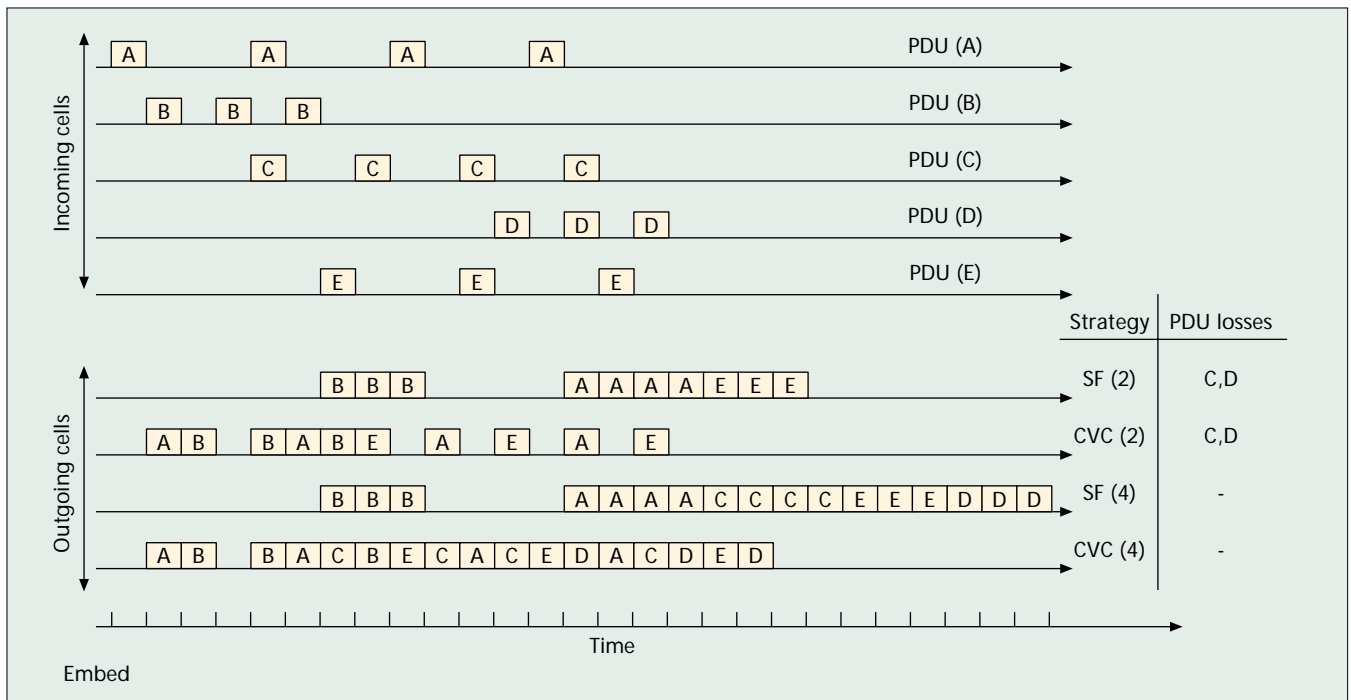 Incoming cells
A A A A PDU (A)
B B B PDU (B)
C C C C PDU (C)
D D D PDU (D)
E E E PDU (E)
Strategy PDU losses
Outgoing cells
B B B A A A A E E E SF (2) C,D
A B B A B E A E A E CVC (2) C,D
B B B A A A A C C C C E E E D D D SF (4) -
A B B A C B E C A C E D A C D E D CVC (4) -
Time
Embed